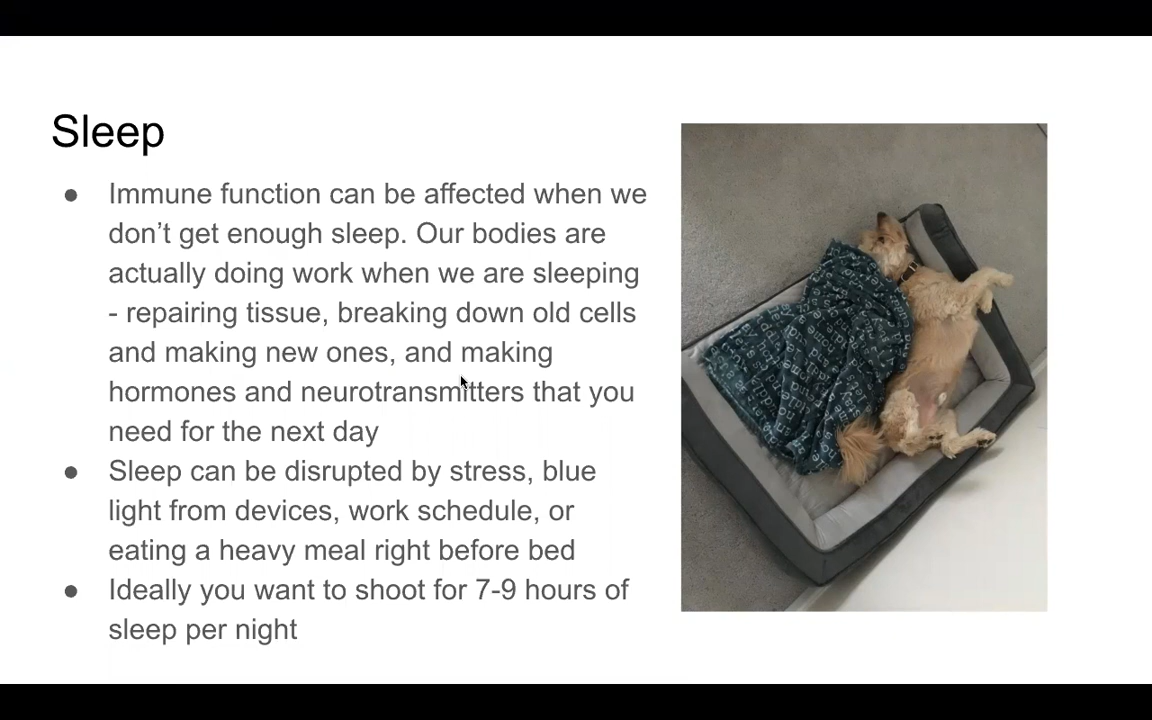 Sleep
● Immune function can be affected when we
don’t get enough sleep. Our bodies are
actually doing work when we are sleeping
- repairing tissue, breaking down old cells
and making new ones, and making
hormones and neurotransmitters that you
need for the next day
● Sleep can be disrupted by stress, blue
light from devices, work schedule, or
eating a heavy meal right before bed
● Ideally you want to shoot for 7-9 hours of
sleep per night